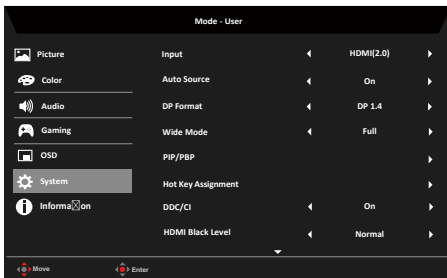 Mode - User
Picture
Input
HDMI(2.0)
Color
Auto Source
On
Audio
DP Format
DP 1.4
Gaming
Wide Mode
Full
OSD
PIP/PBP
System
Hot Key Assignment
Informa☒on
DDC/CI
On
HDMI Black Level
Normal
Move
Enter